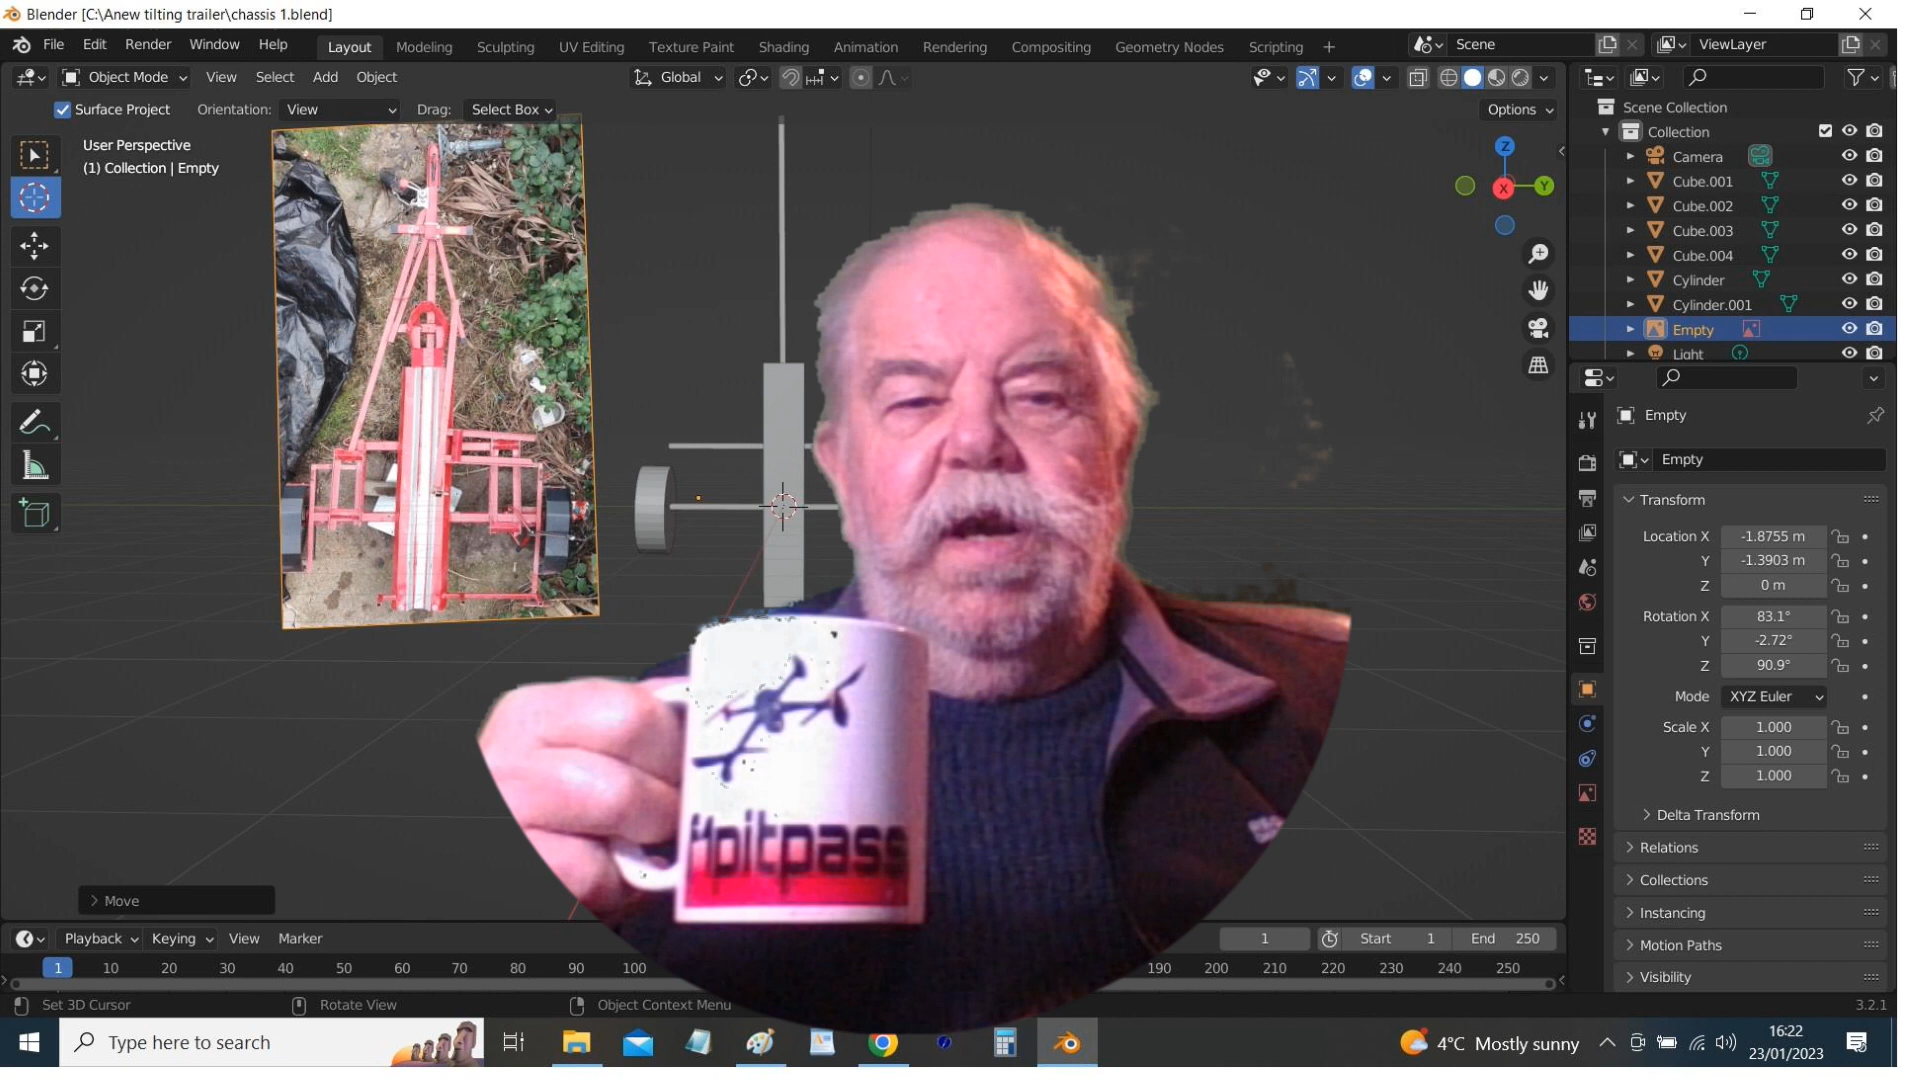 Blender [C:\Anew tilting trailer\chassis 1.blend]
File Edit Render Window Help Layout Modeling Sculpting UV Editing Texture Paint Shading Animation Rendering Compositing Geometry Nodes Scripting + Scene ViewLayer
Object Mode View Select Add Object Global
Surface Project Orientation: View Drag: Select Box Options
User Perspective
(1) Collection | Empty
Z
Y
X
Scene Collection
Collection
Camera
Cube.001
Cube.002
Cube.003
Cube.004
Cylinder
Cylinder.001
Empty
Light
Empty
Empty
Transform
Location X -1.8755 m
Y -1.3903 m
Z 0 m
Rotation X 83.1°
Y -2.72°
Z 90.9°
Mode XYZ Euler
Scale X 1.000
Y 1.000
Z 1.000
Delta Transform
Relations
Collections
Instancing
Motion Paths
Visibility
pitpass
Move
Playback Keying View Marker 1 Start 1 End 250
1 10 20 30 40 50 60 70 80 90 100 190 200 210 220 230 240 250
Set 3D Cursor Rotate View Object Context Menu 3.2.1
Type here to search 4°C Mostly sunny 16:22
23/01/2023